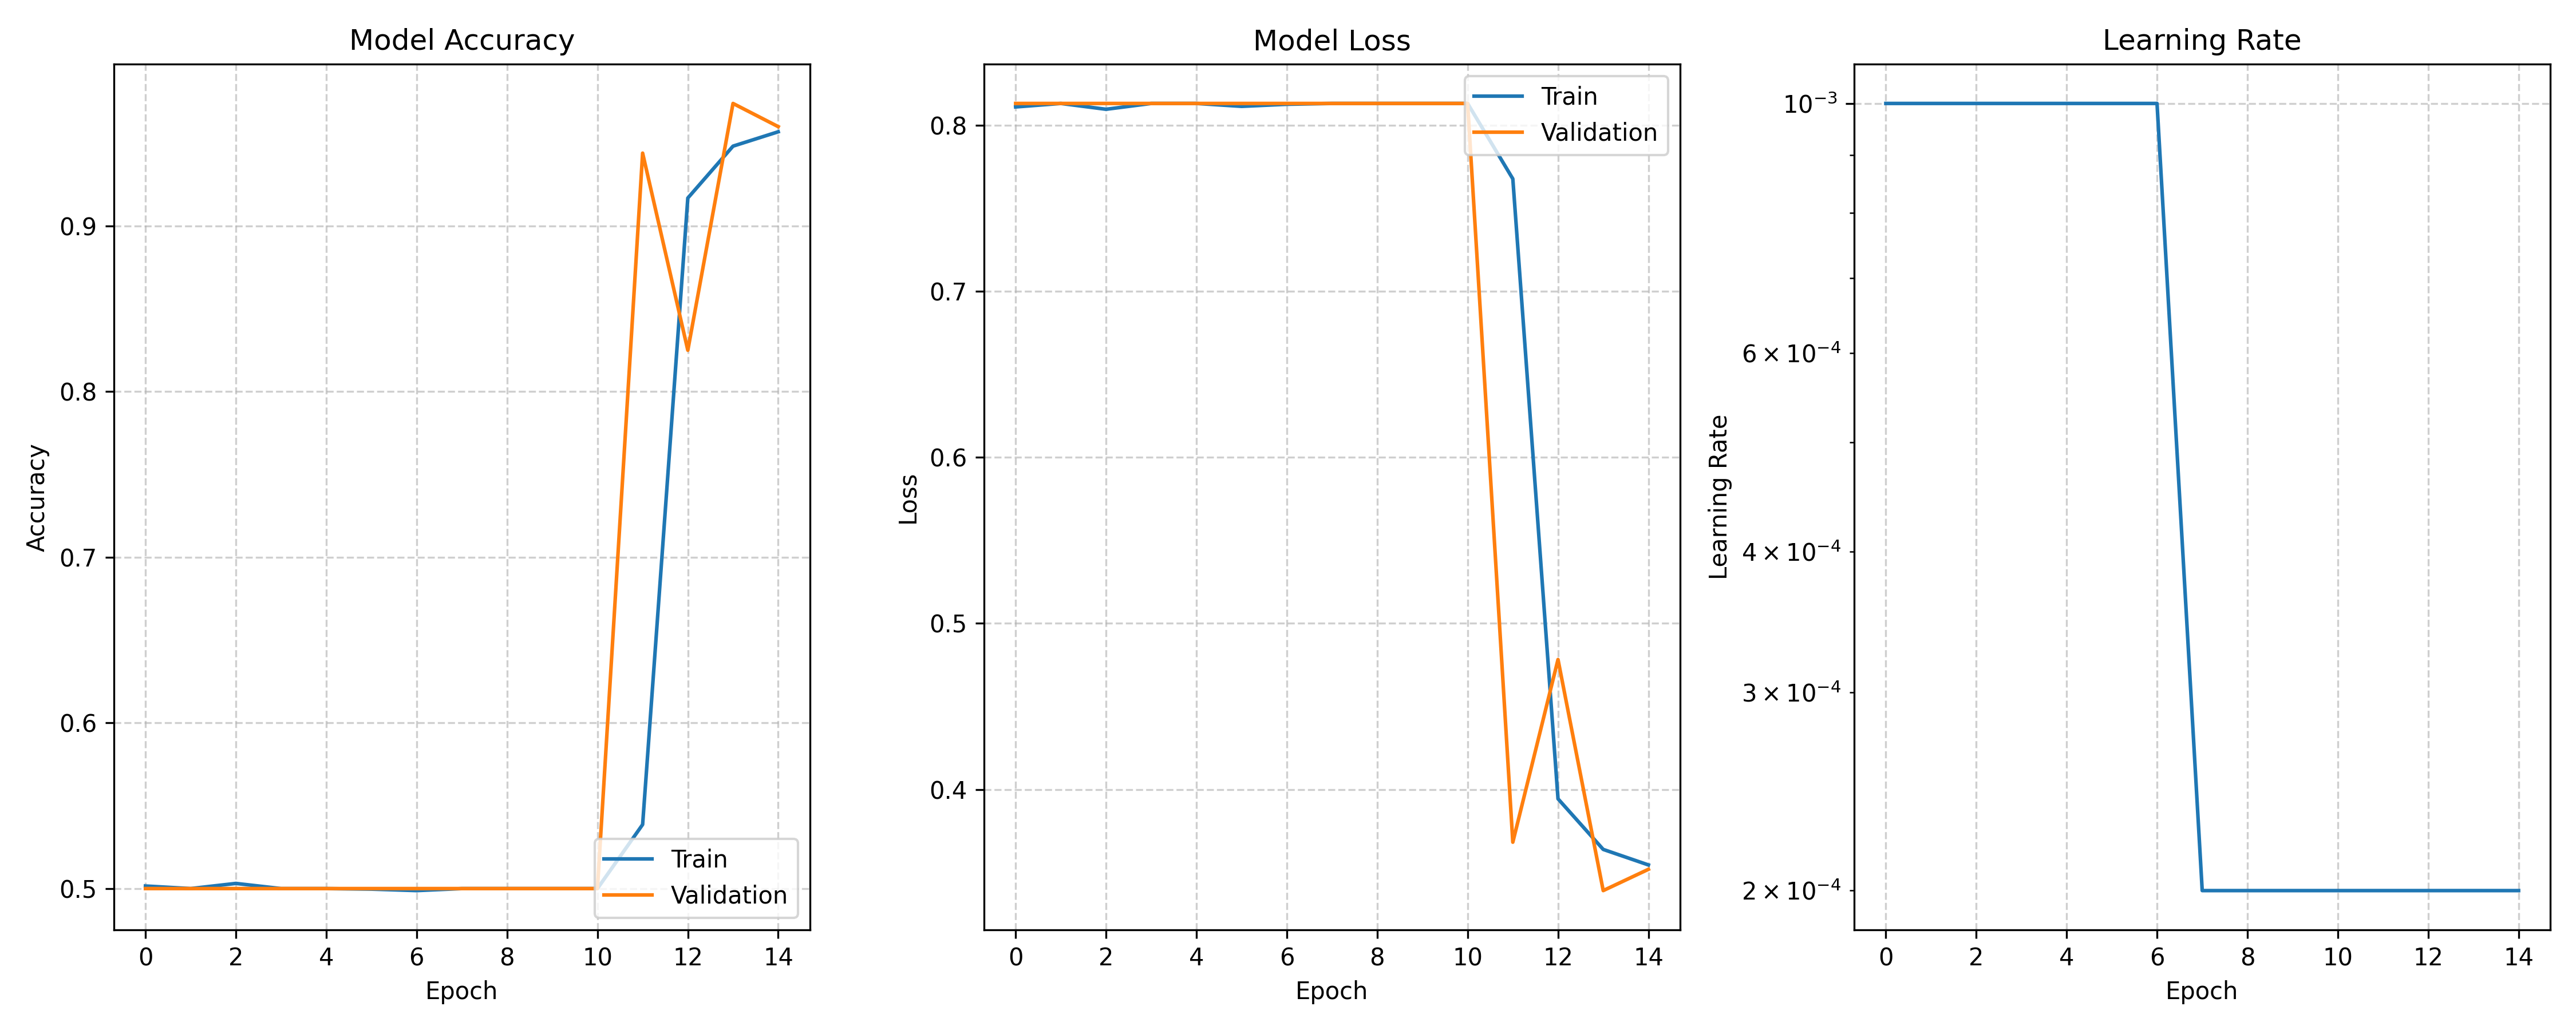 Model Accuracy
Accuracy
0.9
0.8
0.7
0.6
0.5
Train
Validation
0 2 4 6 8 10 12 14
Epoch
Model Loss
Loss
0.8
0.7
0.6
0.5
0.4
Train
Validation
0 2 4 6 8 10 12 14
Epoch
Learning Rate
Learning Rate
10⁻³
6 × 10⁻⁴
4 × 10⁻⁴
3 × 10⁻⁴
2 × 10⁻⁴
0 2 4 6 8 10 12 14
Epoch